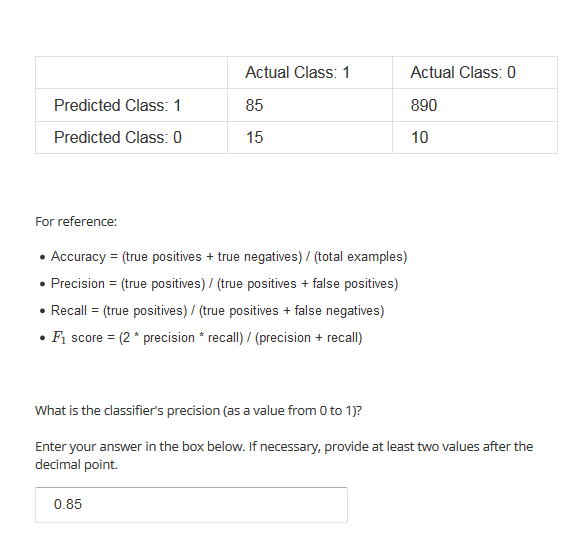 Actual Class: 1 Actual Class: 0
Predicted Class: 1 85 890
Predicted Class: 0 15 10
For reference:
• Accuracy = (true positives + true negatives) / (total examples)
• Precision = (true positives) / (true positives + false positives)
• Recall = (true positives) / (true positives + false negatives)
• F₁ score = (2 * precision * recall) / (precision + recall)
What is the classifier's precision (as a value from 0 to 1)?
Enter your answer in the box below. If necessary, provide at least two values after the
decimal point.
0.85